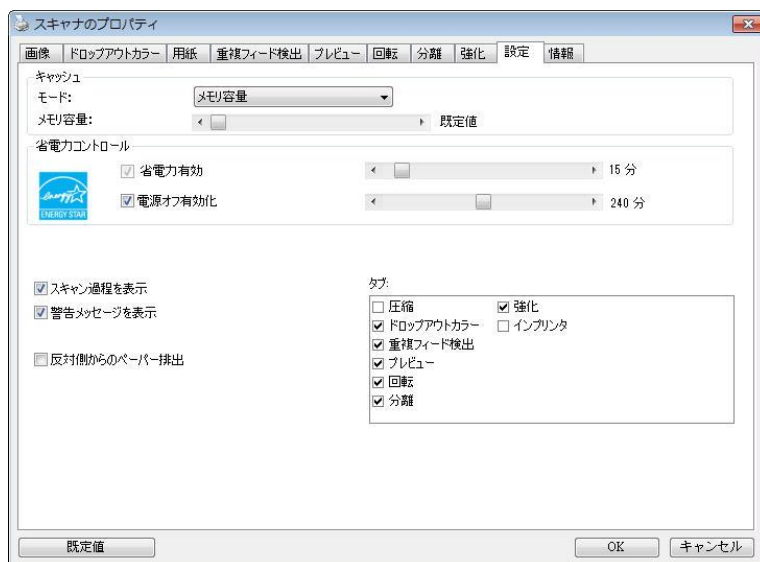 スキャナのプロパティ
画像 ドロップアウトカラー 用紙 重複フィード検出 プレビュー 回転 分離 強化 設定 情報
キャッシュ
モード: メモリ容量
メモリ容量: 既定値
省電力コントロール
省電力有効 15 分
電源オフ有効化 240 分
energy
ENERGY STAR
スキャン過程を表示
警告メッセージを表示
反対側からのペーパー排出
タブ:
圧縮 強化
ドロップアウトカラー インプリンタ
重複フィード検出
プレビュー
回転
分離
既定値 OK キャンセル